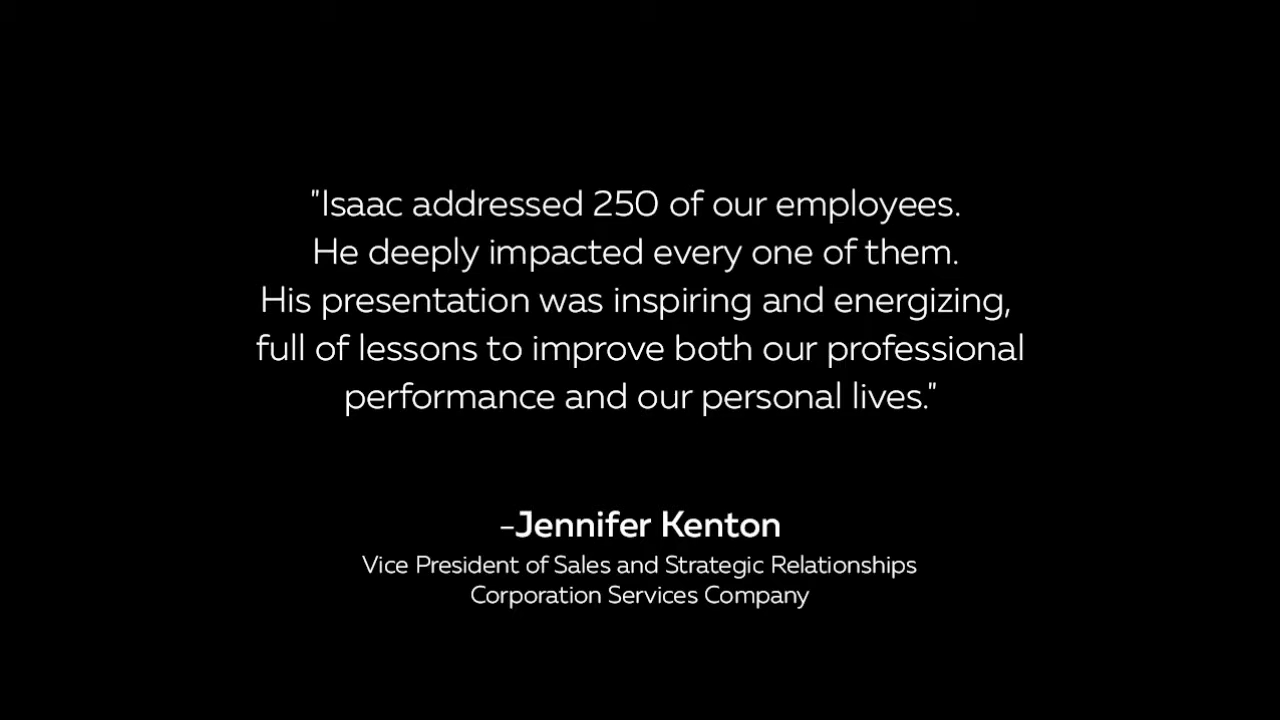 "Isaac addressed 250 of our employees.
He deeply impacted every one of them.
His presentation was inspiring and energizing,
full of lessons to improve both our professional
performance and our personal lives."
–Jennifer Kenton
Vice President of Sales and Strategic Relationships
Corporation Services Company